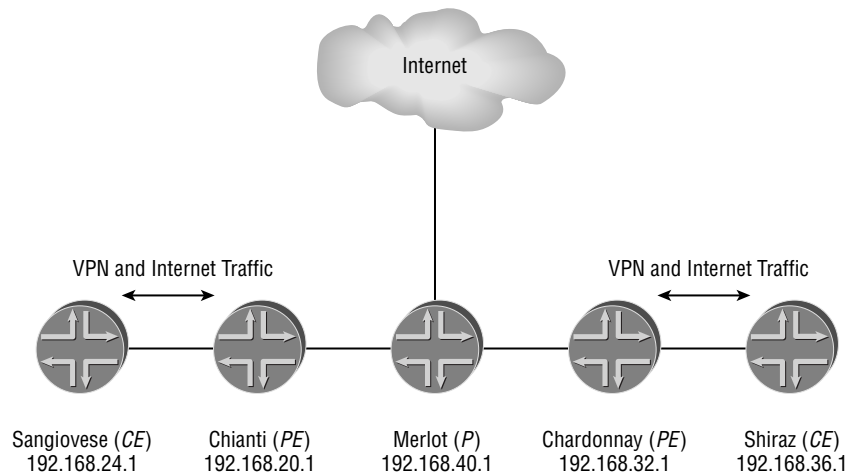 Internet
VPN and Internet Traffic
VPN and Internet Traffic
Sangiovese (CE)
192.168.24.1
Chianti (PE)
192.168.20.1
Merlot (P)
192.168.40.1
Chardonnay (PE)
192.168.32.1
Shiraz (CE)
192.168.36.1